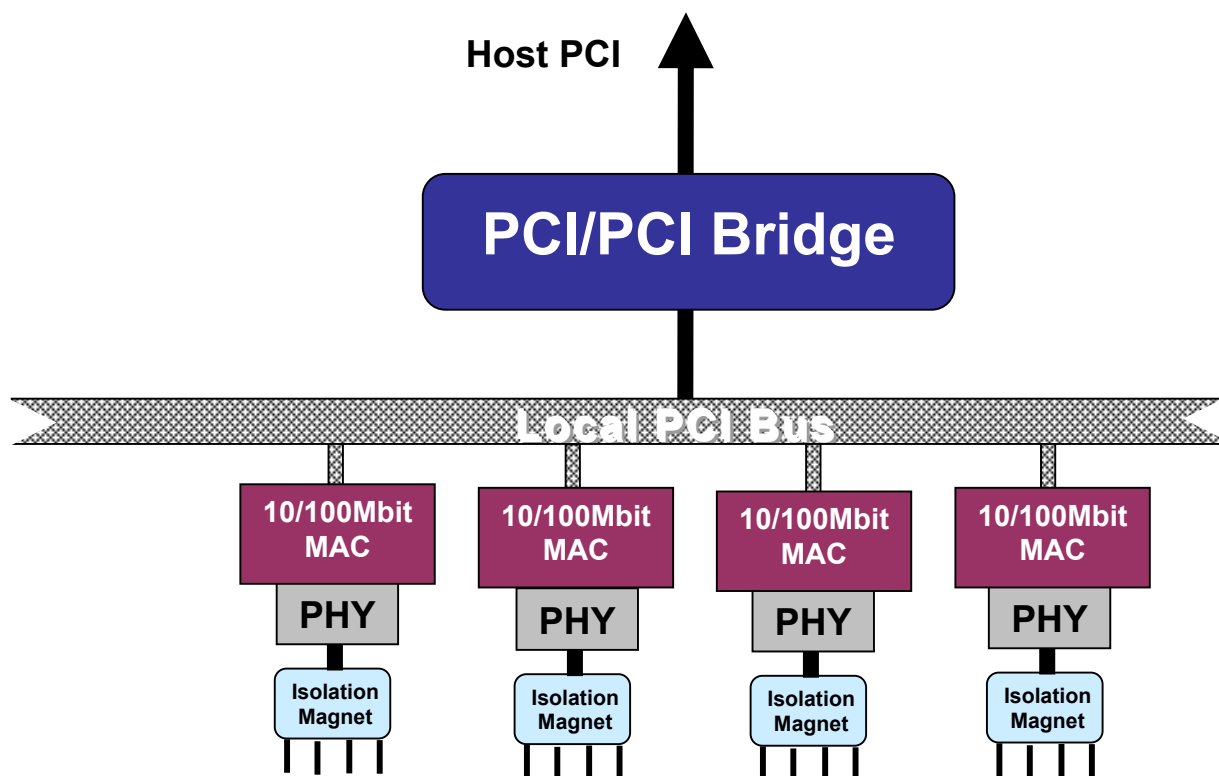 Host PCI
PCI/PCI Bridge
Local PCI Bus
10/100Mbit
MAC
PHY
Isolation
Magnet
10/100Mbit
MAC
PHY
Isolation
Magnet
10/100Mbit
MAC
PHY
Isolation
Magnet
10/100Mbit
MAC
PHY
Isolation
Magnet